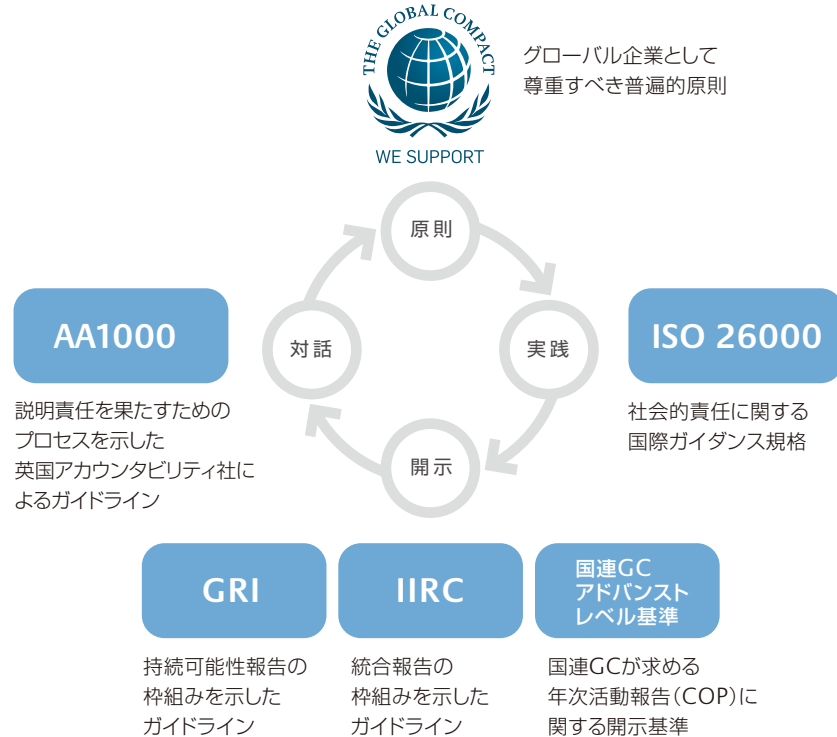 THE GLOBAL COMPACT
WE SUPPORT
グローバル企業として
尊重すべき普遍的原則
原則
対話
実践
開示
AA1000
説明責任を果たすための
プロセスを示した
英国アカウンタビリティ社に
よるガイドライン
ISO 26000
社会的責任に関する
国際ガイダンス規格
GRI
持続可能性報告の
枠組みを示した
ガイドライン
IIRC
統合報告の
枠組みを示した
ガイドライン
国連GC
アドバンスト
レベル基準
国連GCが求める
年次活動報告（COP）に
関する開示基準